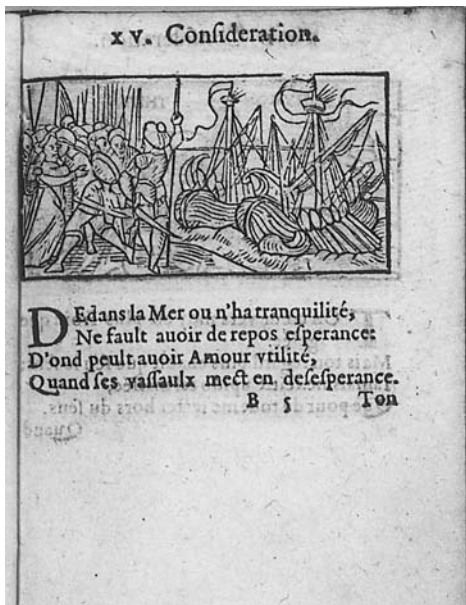 x v. Conſideration.
DEdans la Mer ou n'ha tranquilité,
Ne fault auoir de repos eſperance:
D'ond peult auoir Amour vtilité,
Quand ſes vaſſaulx mect en deſeſperance.
B 5 Ton